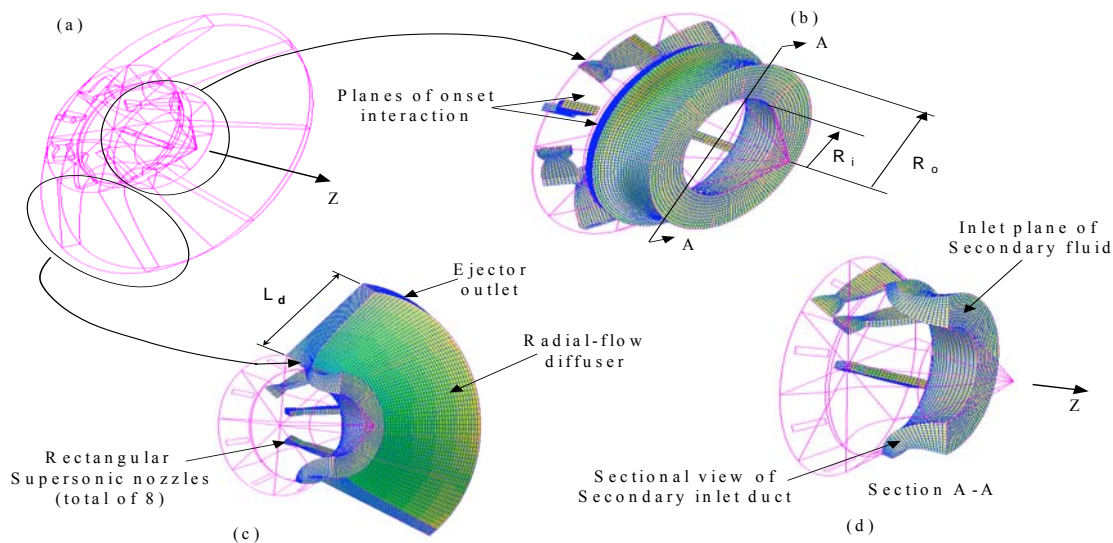 (a)
(b)
A
Planes of onset
interaction
R i
R o
Z
A
Inlet plane of
Secondary fluid
Ejector
outlet
L d
Radial-flow
diffuser
Z
Rectangular
Supersonic nozzles
(total of 8)
Sectional view of
Secondary inlet duct
Section A-A
(c)
(d)